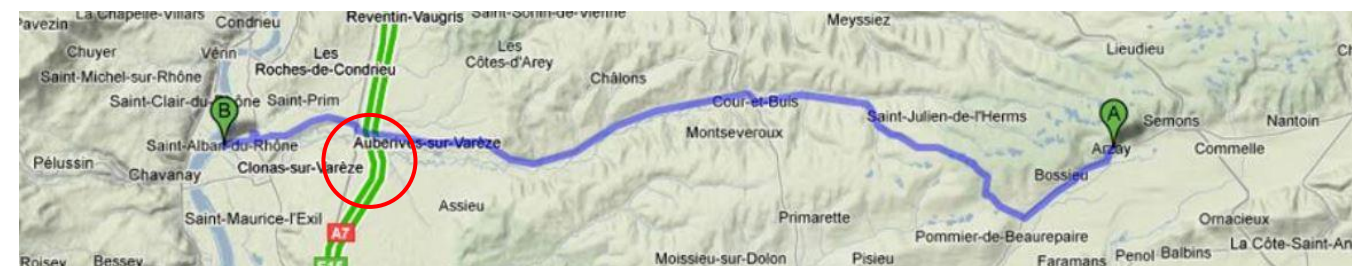 Pavezin
La Chapelle-Villars
Condrieu
Reventin-Vaugris
Saint-Sorlin-de-Vienne
Meyssiez
Chuyer
Vérin
Les
Roches-de-Condrieu
Les
Côtes-d'Arey
Lieudieu
Saint-Michel-sur-Rhône
Châlons
Saint-Clair-du-Rhône
B
Saint-Prim
Cour-et-Buis
Saint-Julien-de-l'Herms
A
Semons
Nantoin
Saint-Alban-du-Rhône
Auberives-sur-Varèze
Montseveroux
Arzay
Commelle
Pélussin
Chavanay
Clonas-sur-Varèze
Bossieu
Saint-Maurice-l'Exil
Assieu
Primarette
Ornacieux
A7
Pommier-de-Beaurepaire
La Côte-Saint-An
Roisey
Bessey
Moissieu-sur-Dolon
Pisieu
Faramans
Penol
Balbins